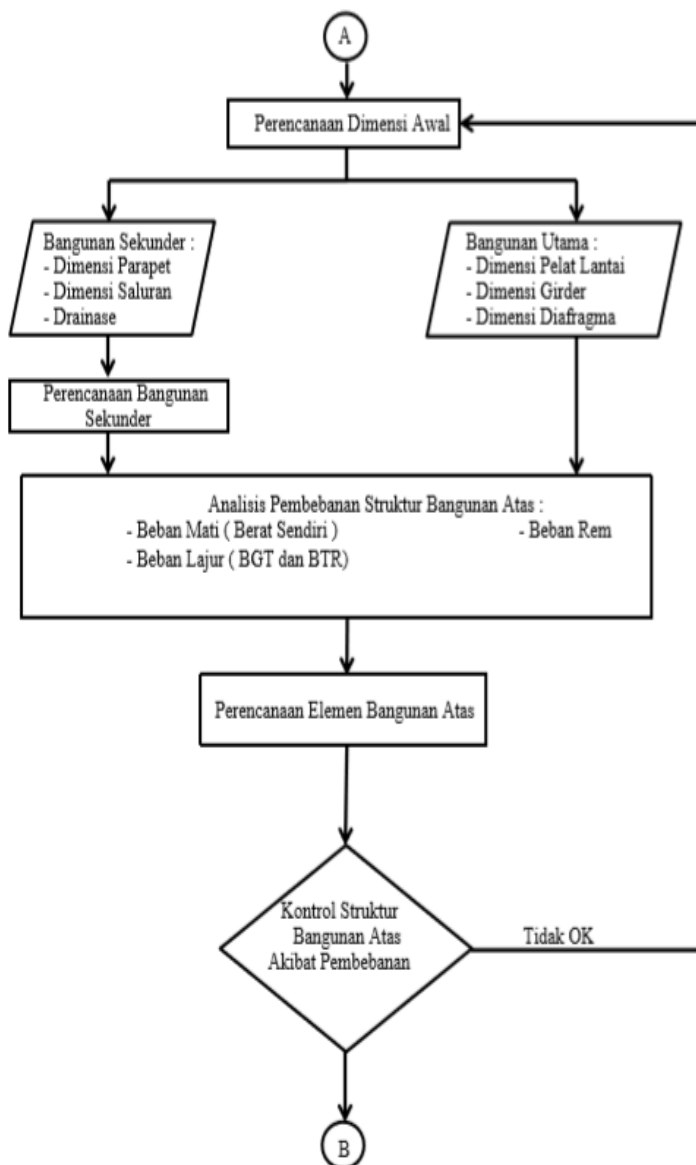 A
Perencanaan Dimensi Awal
Bangunan Sekunder :
- Dimensi Parapet
- Dimensi Saluran
- Drainase
Bangunan Utama :
- Dimensi Pelat Lantai
- Dimensi Girder
- Dimensi Diafragma
Perencanaan Bangunan
Sekunder
Analisis Pembebanan Struktur Bangunan Atas :
- Beban Mati ( Berat Sendiri ) - Beban Rem
- Beban Lajur ( BGT dan BTR)
Perencanaan Elemen Bangunan Atas
Kontrol Struktur
Bangunan Atas
Akibat Pembebanan
Tidak OK
B